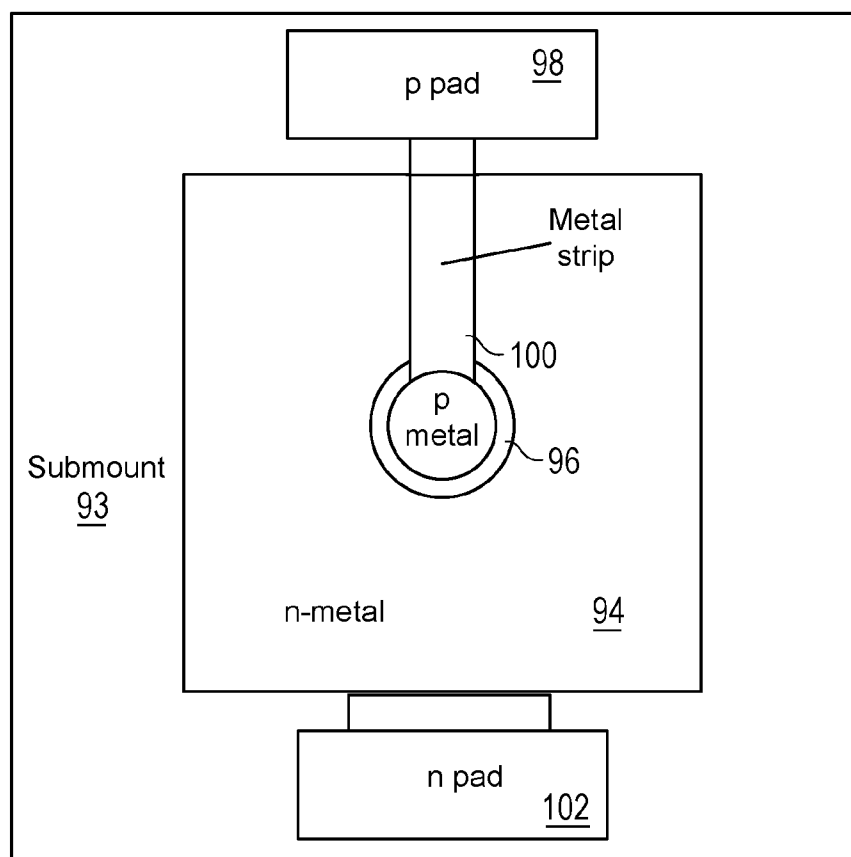 98
p pad
Metal
strip
100
p
metal
96
Submount
93
n-metal
94
n pad
102